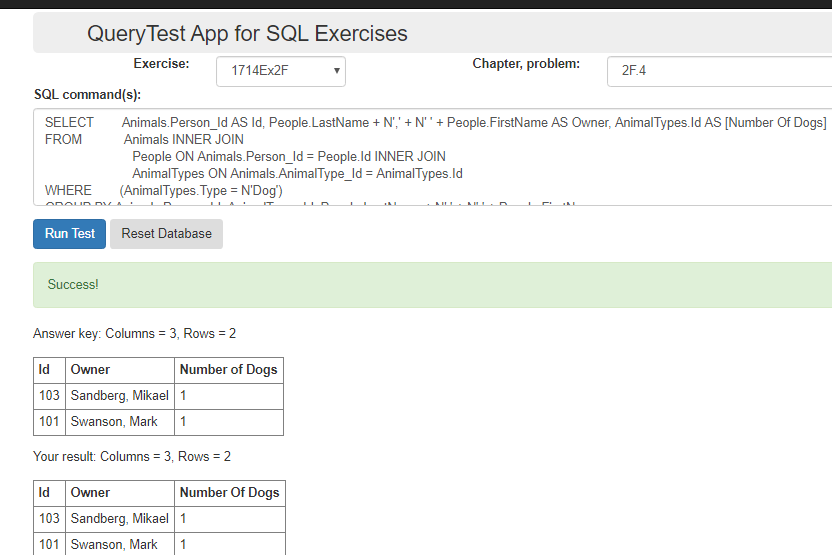 QueryTest App for SQL Exercises
Exercise: 1714Ex2F Chapter, problem: 2F.4
SQL command(s):
SELECT Animals.Person_Id AS Id, People.LastName + N',' + N' ' + People.FirstName AS Owner, AnimalTypes.Id AS [Number Of Dogs]
FROM Animals INNER JOIN
People ON Animals.Person_Id = People.Id INNER JOIN
AnimalTypes ON Animals.AnimalType_Id = AnimalTypes.Id
WHERE (AnimalTypes.Type = N'Dog')
Run Test Reset Database
Success!
Answer key: Columns = 3, Rows = 2
Id Owner Number of Dogs
103 Sandberg, Mikael 1
101 Swanson, Mark 1
Your result: Columns = 3, Rows = 2
Id Owner Number Of Dogs
103 Sandberg, Mikael 1
101 Swanson, Mark 1